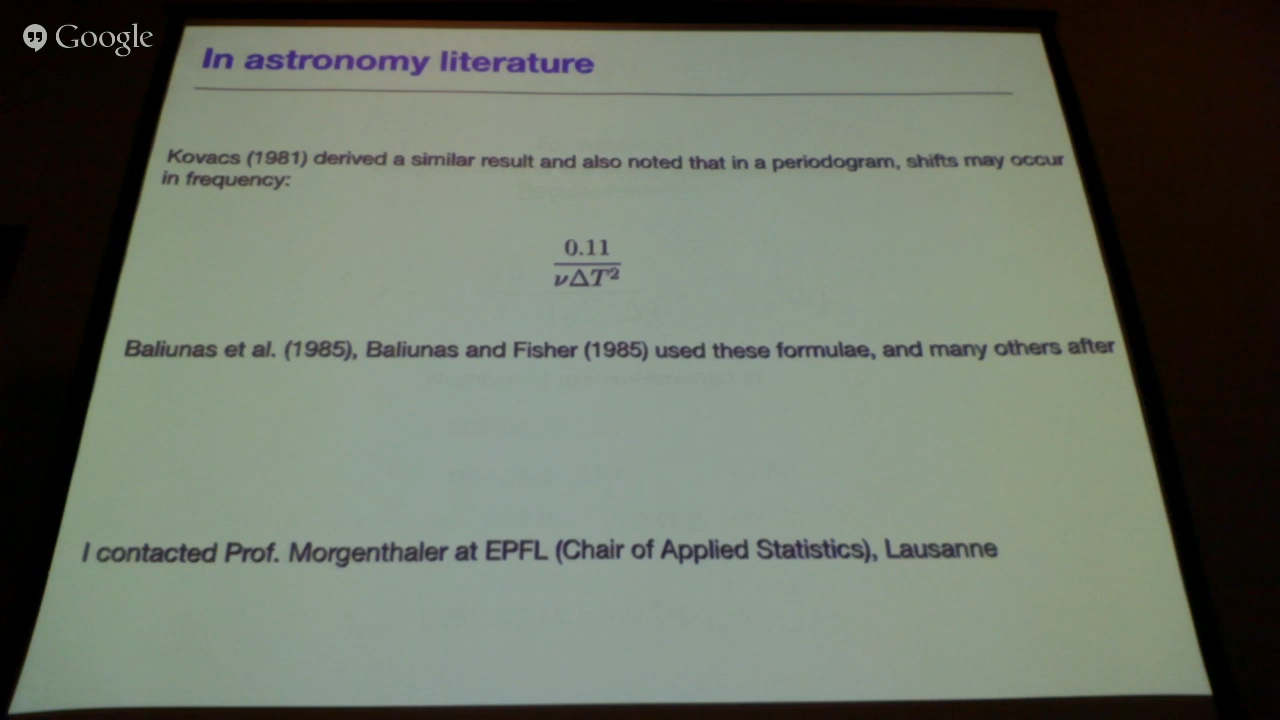 Google
In astronomy literature
Kovacs (1981) derived a similar result and also noted that in a periodogram, shifts may occur
in frequency:
0.11
νΔT²
Baliunas et al. (1985), Baliunas and Fisher (1985) used these formulae, and many others after
I contacted Prof. Morgenthaler at EPFL (Chair of Applied Statistics), Lausanne